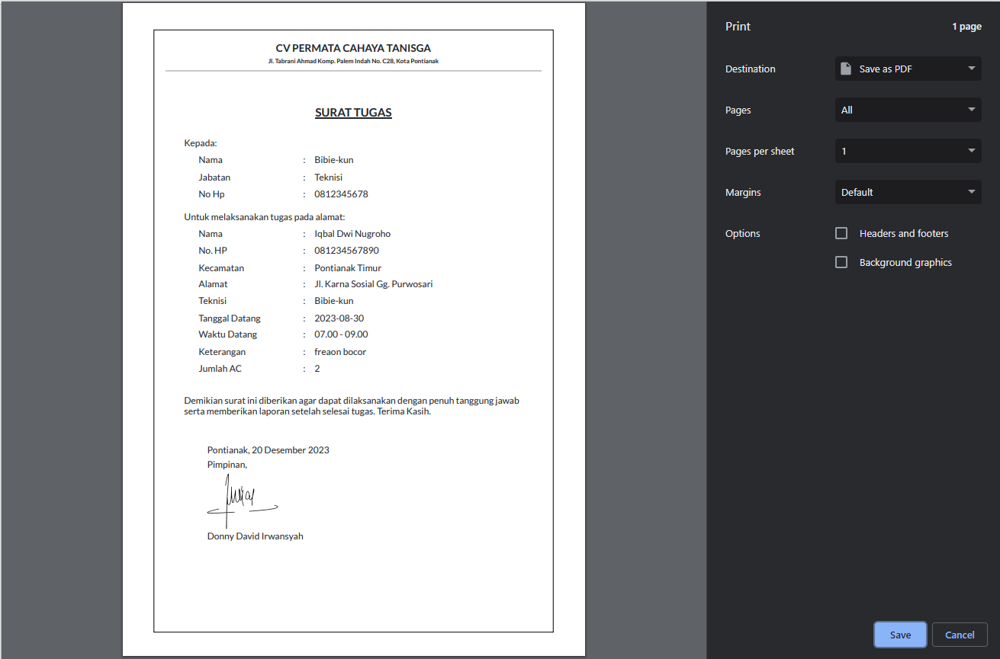 CV PERMATA CAHAYA TANISGA
Jl. Tabrani Ahmad Komp. Palem Indah No. C28, Kota Pontianak
SURAT TUGAS
Kepada:
Nama : Bibie-kun
Jabatan : Teknisi
No Hp : 0812345678
Untuk melaksanakan tugas pada alamat:
Nama : Iqbal Dwi Nugroho
No. HP : 081234567890
Kecamatan : Pontianak Timur
Alamat : Jl. Karna Sosial Gg. Purwosari
Teknisi : Bibie-kun
Tanggal Datang : 2023-08-30
Waktu Datang : 07.00 - 09.00
Keterangan : freaon bocor
Jumlah AC : 2
Demikian surat ini diberikan agar dapat dilaksanakan dengan penuh tanggung jawab
serta memberikan laporan setelah selesai tugas. Terima Kasih.
Pontianak, 20 Desember 2023
Pimpinan,
Donny David Irwansyah
Print 1 page
Destination Save as PDF
Pages All
Pages per sheet 1
Margins Default
Options Headers and footers
Background graphics
Save Cancel